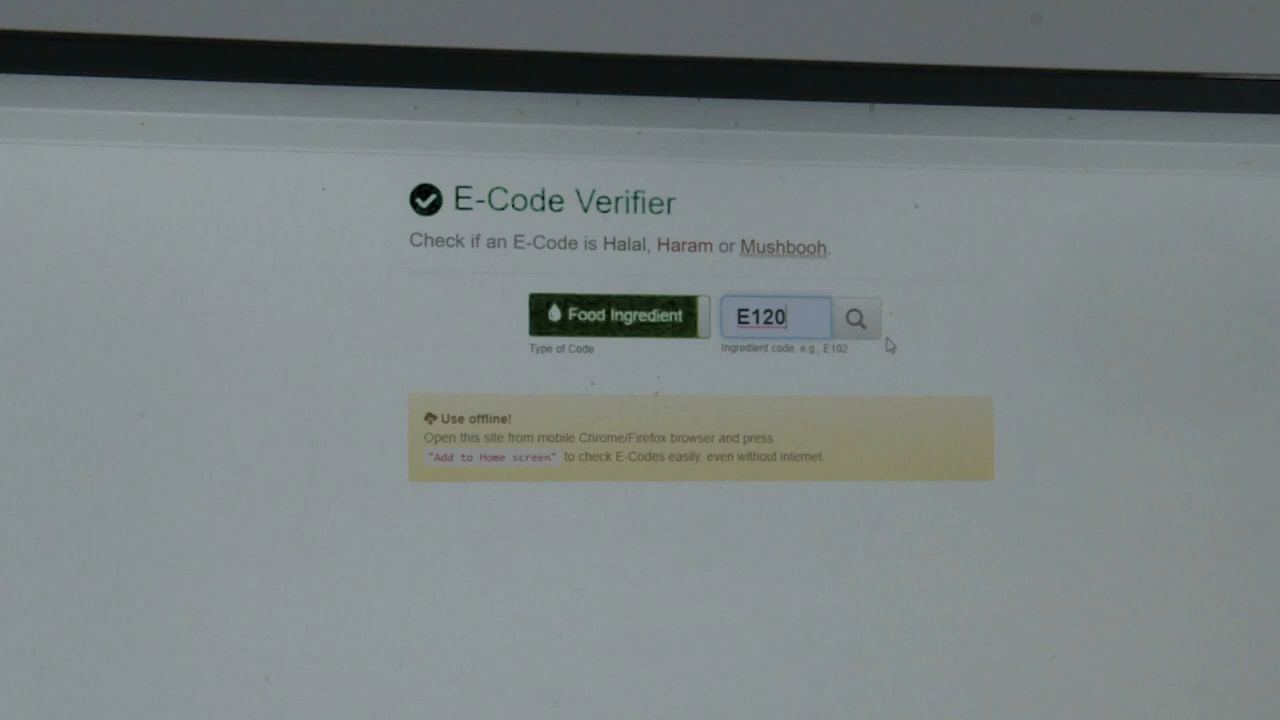 E-Code Verifier
Check if an E-Code is Halal, Haram or Mushbooh.
Food Ingredient
E120
Type of Code
Ingredient code, e.g., E102
Use offline!
Open this site from mobile Chrome/Firefox browser and press
"Add to Home screen" to check E-Codes easily, even without internet